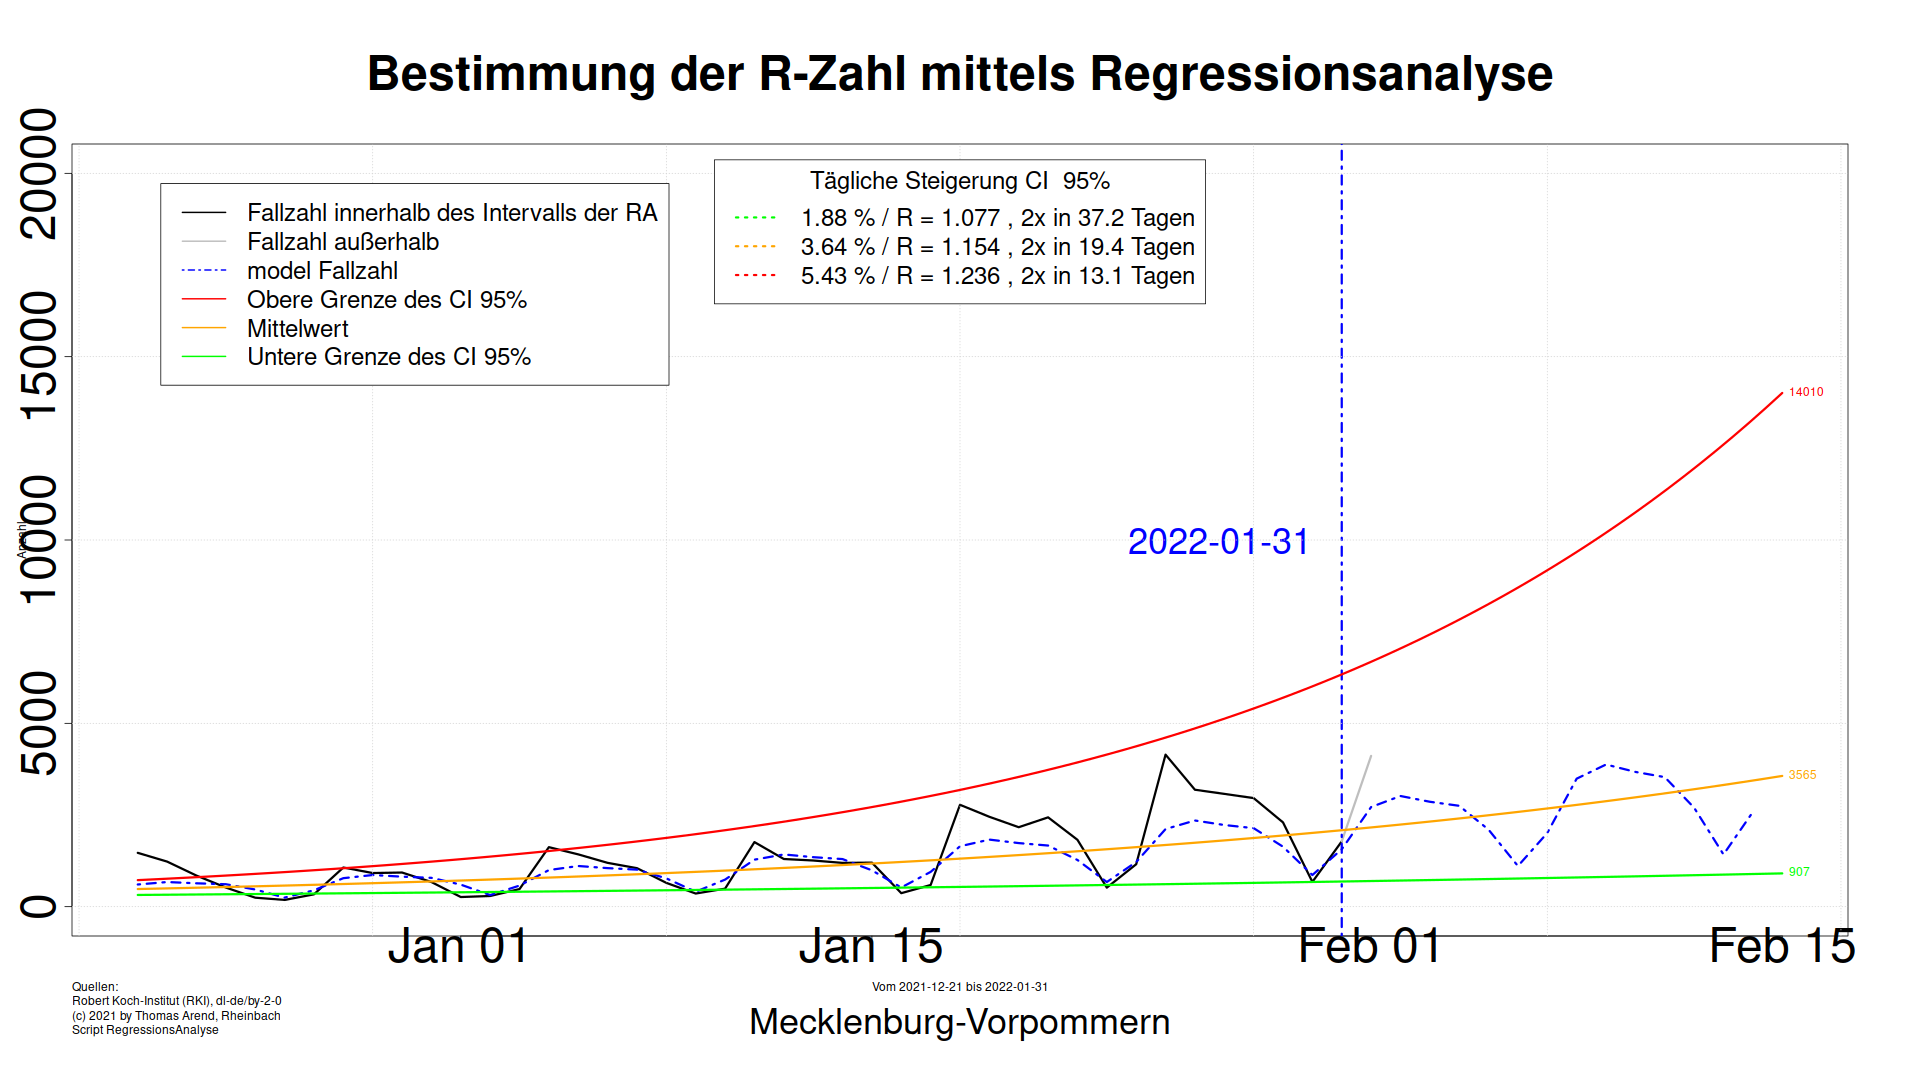 Bestimmung der R-Zahl mittels Regressionsanalyse
Anzahl
20000
15000
10000
5000
0
Fallzahl innerhalb des Intervalls der RA
Fallzahl außerhalb
model Fallzahl
Obere Grenze des CI 95%
Mittelwert
Untere Grenze des CI 95%
Tägliche Steigerung CI 95%
1.88 % / R = 1.077 , 2x in 37.2 Tagen
3.64 % / R = 1.154 , 2x in 19.4 Tagen
5.43 % / R = 1.236 , 2x in 13.1 Tagen
14010
2022-01-31
3565
907
Jan 01
Jan 15
Feb 01
Feb 15
Quellen:
Robert Koch-Institut (RKI), dl-de/by-2-0
(c) 2021 by Thomas Arend, Rheinbach
Script RegressionsAnalyse
Vom 2021-12-21 bis 2022-01-31
Mecklenburg-Vorpommern